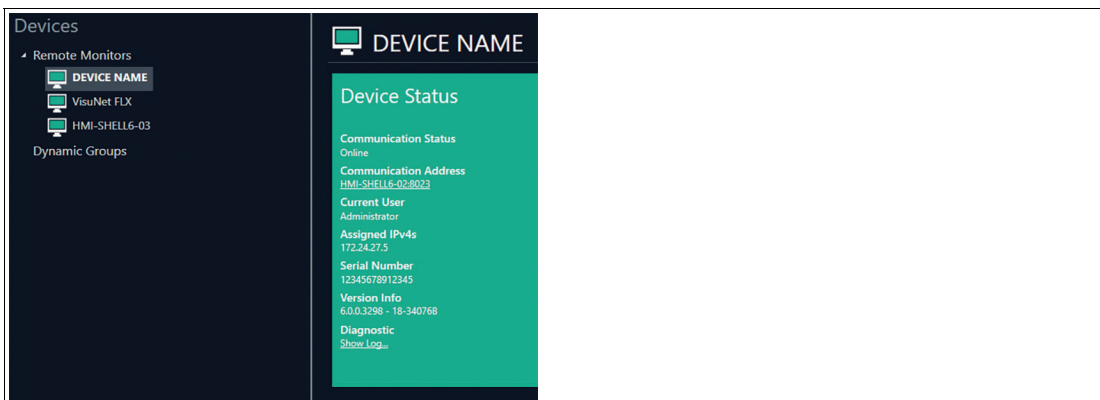 Devices
Remote Monitors
DEVICE NAME
VisuNet FLX
HMI-SHELL6-03
Dynamic Groups
DEVICE NAME
Device Status
Communication Status
Online
Communication Address
HMI-SHELL6-02:8023
Current User
Administrator
Assigned IPv4s
172.24.27.5
Serial Number
12345678912345
Version Info
6.0.0.3298 - 18-340768
Diagnostic
Show Log...